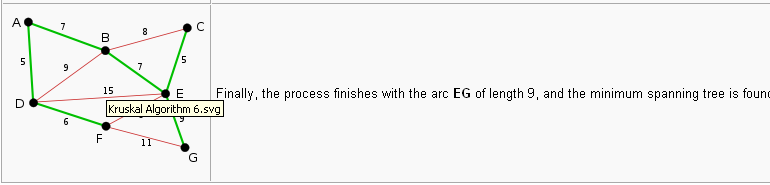 A
7
B
8
C
5
9
7
5
D
15
E
Kruskal Algorithm 6.svg
Finally, the process finishes with the arc EG of length 9, and the minimum spanning tree is found
6
F
9
11
G